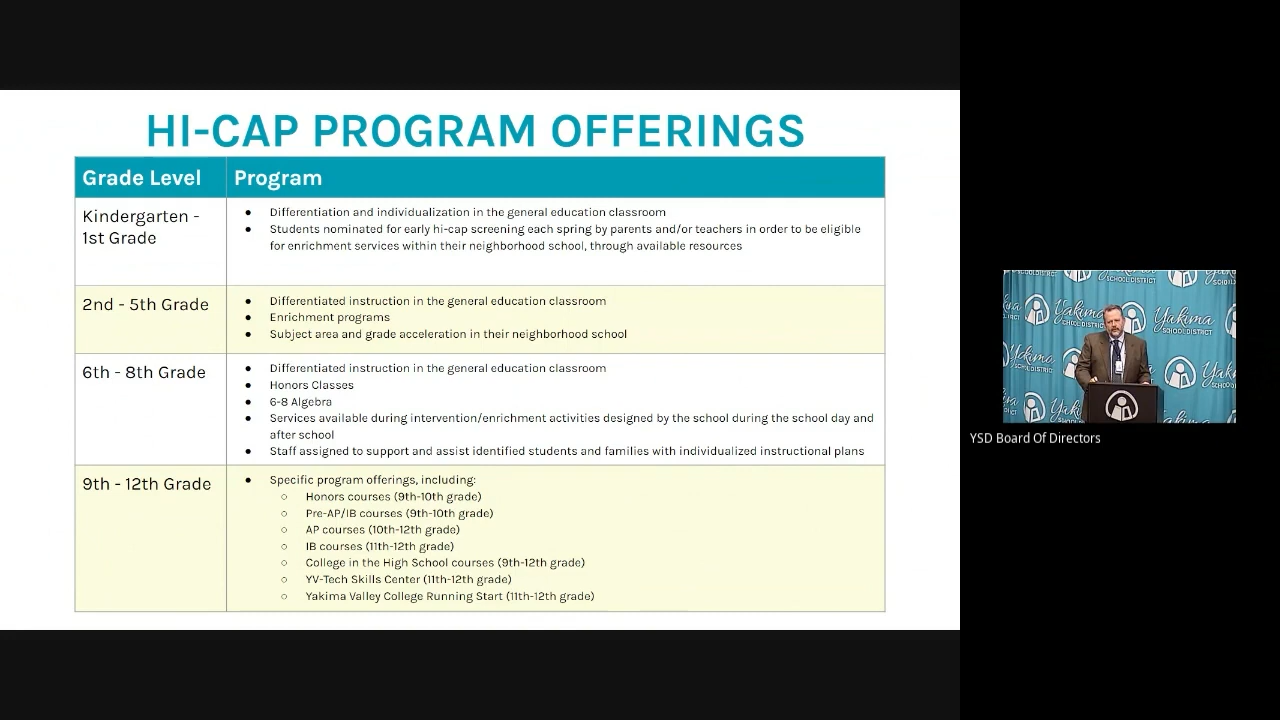 HI-CAP PROGRAM OFFERINGS
Grade Level
Program
Kindergarten -
1st Grade
● Differentiation and individualization in the general education classroom
● Students nominated for early hi-cap screening each spring by parents and/or teachers in order to be eligible
for enrichment services within their neighborhood school, through available resources
2nd - 5th Grade
● Differentiated instruction in the general education classroom
● Enrichment programs
● Subject area and grade acceleration in their neighborhood school
6th - 8th Grade
● Differentiated instruction in the general education classroom
● Honors Classes
● 6-8 Algebra
● Services available during intervention/enrichment activities designed by the school during the school day and
after school
● Staff assigned to support and assist identified students and families with individualized instructional plans
9th - 12th Grade
● Specific program offerings, including:
○ Honors courses (9th-10th grade)
○ Pre-AP/IB courses (9th-10th grade)
○ AP courses (10th-12th grade)
○ IB courses (11th-12th grade)
○ College in the High School courses (9th-12th grade)
○ YV-Tech Skills Center (11th-12th grade)
○ Yakima Valley College Running Start (11th-12th grade)
Yakima
SCHOOL DISTRICT
Yakima
SCHOOL DISTRICT
YSD Board Of Directors